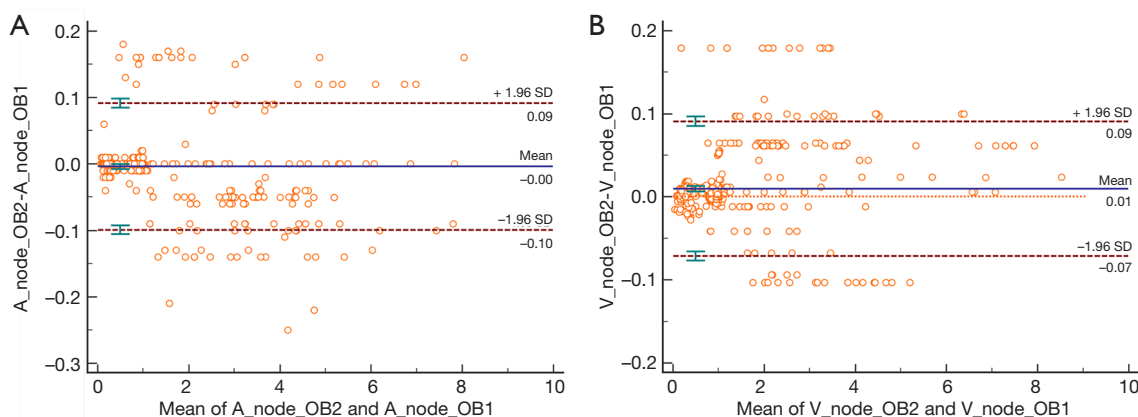 A
0.2
0.1
0.0
−0.1
−0.2
−0.3
A_node_OB2-A_node_OB1
+ 1.96 SD
0.09
Mean
−0.00
−1.96 SD
−0.10
0 2 4 6 8 10
Mean of A_node_OB2 and A_node_OB1
B
0.2
0.1
0.0
−0.1
−0.2
V_node_OB2-V_node_OB1
+ 1.96 SD
0.09
Mean
0.01
−1.96 SD
−0.07
0 2 4 6 8 10
Mean of V_node_OB2 and V_node_OB1